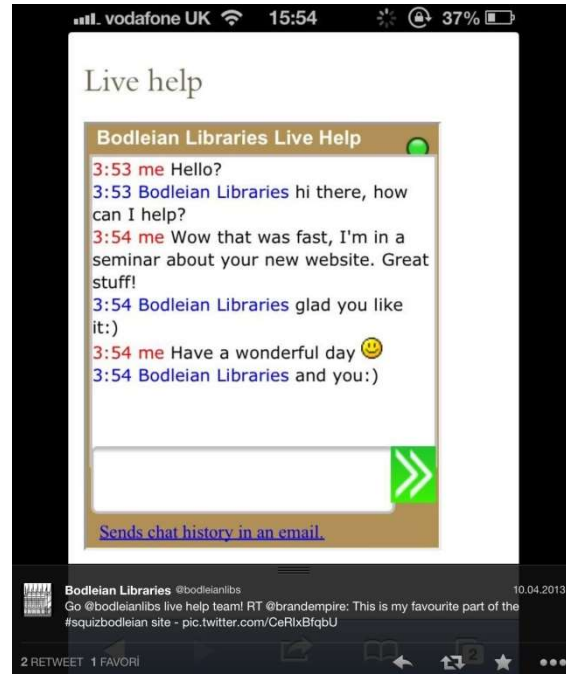 vodafone UK 15:54 37%
Live help
Bodleian Libraries Live Help
3:53 me Hello?
3:53 Bodleian Libraries hi there, how
can I help?
3:54 me Wow that was fast, I'm in a
seminar about your new website. Great
stuff!
3:54 Bodleian Libraries glad you like
it:)
3:54 me Have a wonderful day
3:54 Bodleian Libraries and you:)
Sends chat history in an email.
Bodleian Libraries @bodleianlibs 10.04.2013
Go @bodleianlibs live help team! RT @brandempire: This is my favourite part of the
#squizbodleian site - pic.twitter.com/CeRlxBfqbU
2 RETWEET 1 FAVORİ
2